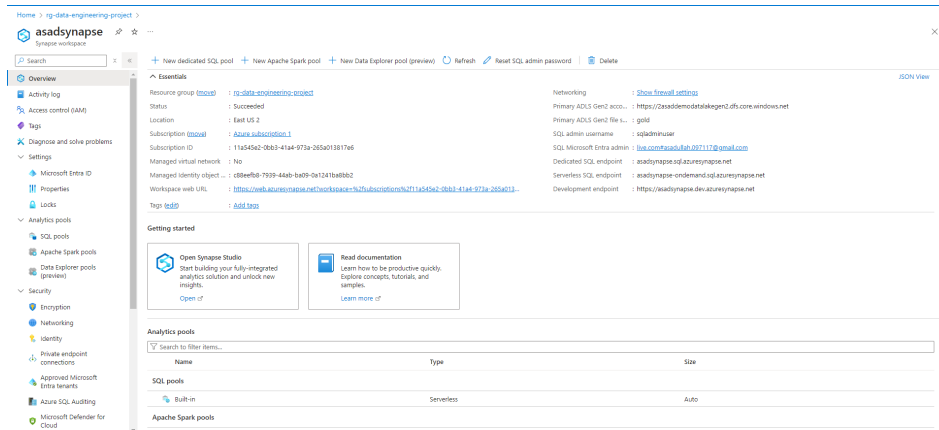 Home > rg-data-engineering-project >
asadsynapse
Synapse workspace
Search
Overview
Activity log
Access control (IAM)
Tags
Diagnose and solve problems
Settings
Microsoft Entra ID
Properties
Locks
Analytics pools
SQL pools
Apache Spark pools
Data Explorer pools
(preview)
Security
Encryption
Networking
Identity
Private endpoint
connections
Approved Microsoft
Entra tenants
Azure SQL Auditing
Microsoft Defender for
Cloud
New dedicated SQL pool New Apache Spark pool New Data Explorer pool (preview) Refresh Reset SQL admin password Delete
Essentials JSON View
Resource group (move) : rg-data-engineering-project
Status : Succeeded
Location : East US 2
Subscription (move) : Azure subscription 1
Subscription ID : 11a545e2-0bb3-41a4-973a-265a013817e6
Managed virtual network : No
Managed Identity object ... : c88eefb8-7939-44ab-ba09-0a1241ba8bb2
Workspace web URL : https://web.azuresynapse.net?workspace=%2fsubscriptions%2f11a545e2-0bb3-41a4-973a-265a013...
Tags (edit) : Add tags
Networking : Show firewall settings
Primary ADLS Gen2 acco... : https://2asaddemodatalakegen2.dfs.core.windows.net
Primary ADLS Gen2 file s... : gold
SQL admin username : sqladminuser
SQL Microsoft Entra admin : live.com#asadullah.097117@gmail.com
Dedicated SQL endpoint : asadsynapse.sql.azuresynapse.net
Serverless SQL endpoint : asadsynapse-ondemand.sql.azuresynapse.net
Development endpoint : https://asadsynapse.dev.azuresynapse.net
Getting started
Open Synapse Studio
Start building your fully-integrated
analytics solution and unlock new
insights.
Open
Read documentation
Learn how to be productive quickly.
Explore concepts, tutorials, and
samples.
Learn more
Analytics pools
Search to filter items...
Name Type Size
SQL pools
Built-in Serverless Auto
Apache Spark pools